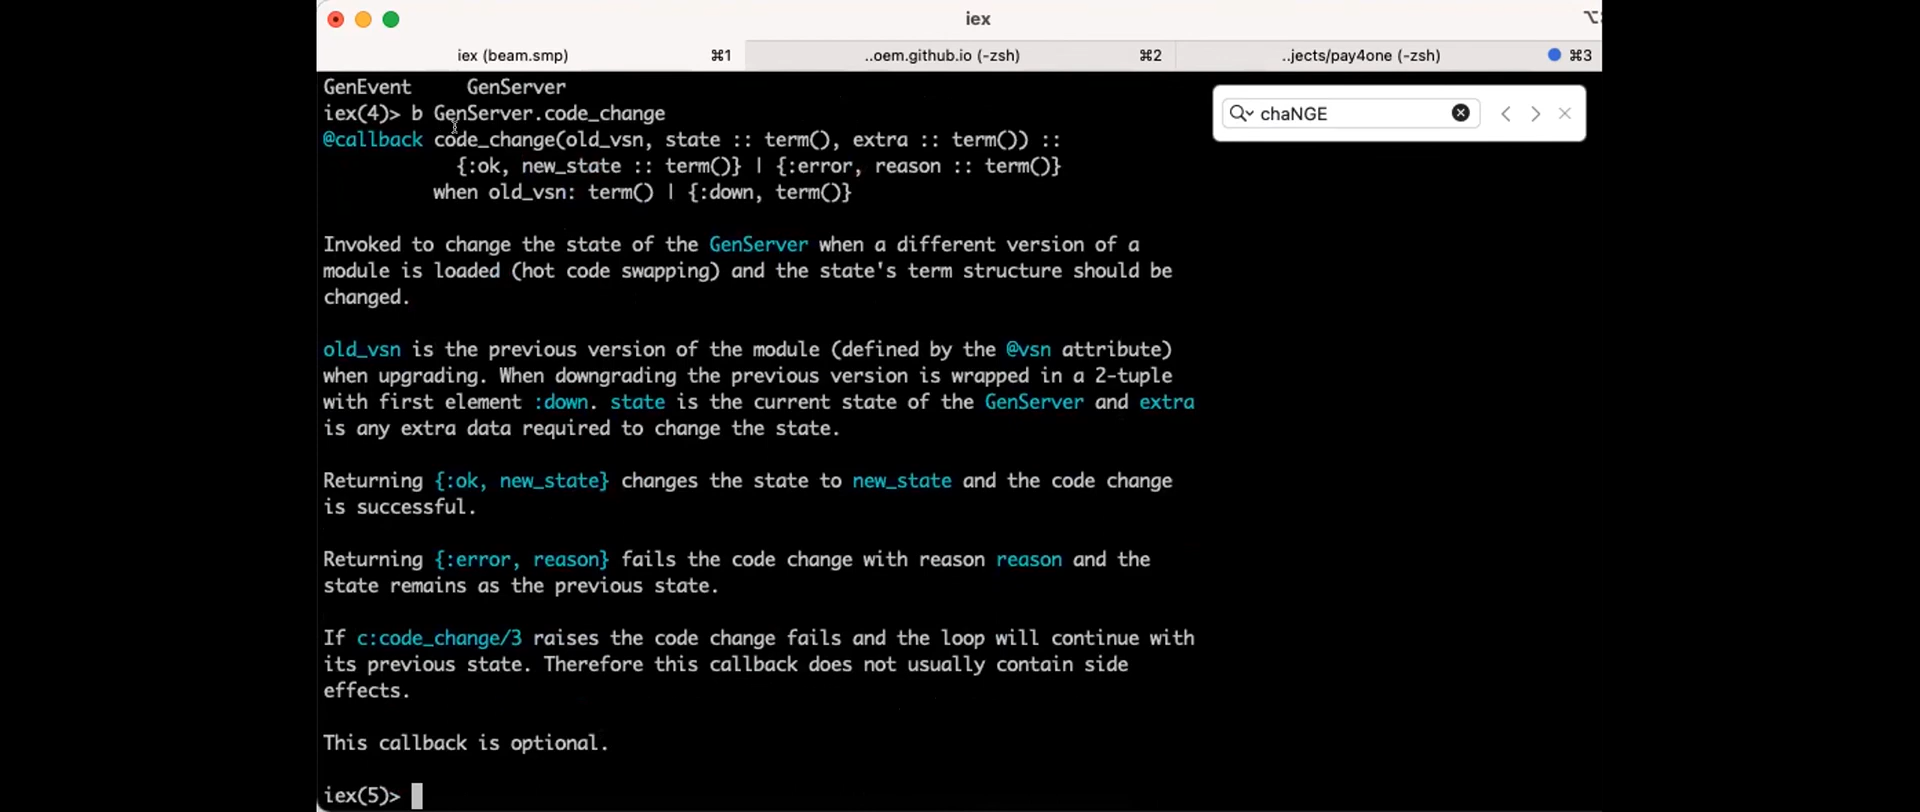 iex
iex (beam.smp) ⌘1 ..oem.github.io (-zsh) ⌘2 ..jects/pay4one (-zsh) ⌘3
chaNGE
GenEvent GenServer
iex(4)> b GenServer.code_change
@callback code_change(old_vsn, state :: term(), extra :: term()) ::
{:ok, new_state :: term()} | {:error, reason :: term()}
when old_vsn: term() | {:down, term()}
Invoked to change the state of the GenServer when a different version of a
module is loaded (hot code swapping) and the state's term structure should be
changed.
old_vsn is the previous version of the module (defined by the @vsn attribute)
when upgrading. When downgrading the previous version is wrapped in a 2-tuple
with first element :down. state is the current state of the GenServer and extra
is any extra data required to change the state.
Returning {:ok, new_state} changes the state to new_state and the code change
is successful.
Returning {:error, reason} fails the code change with reason reason and the
state remains as the previous state.
If c:code_change/3 raises the code change fails and the loop will continue with
its previous state. Therefore this callback does not usually contain side
effects.
This callback is optional.
iex(5)>